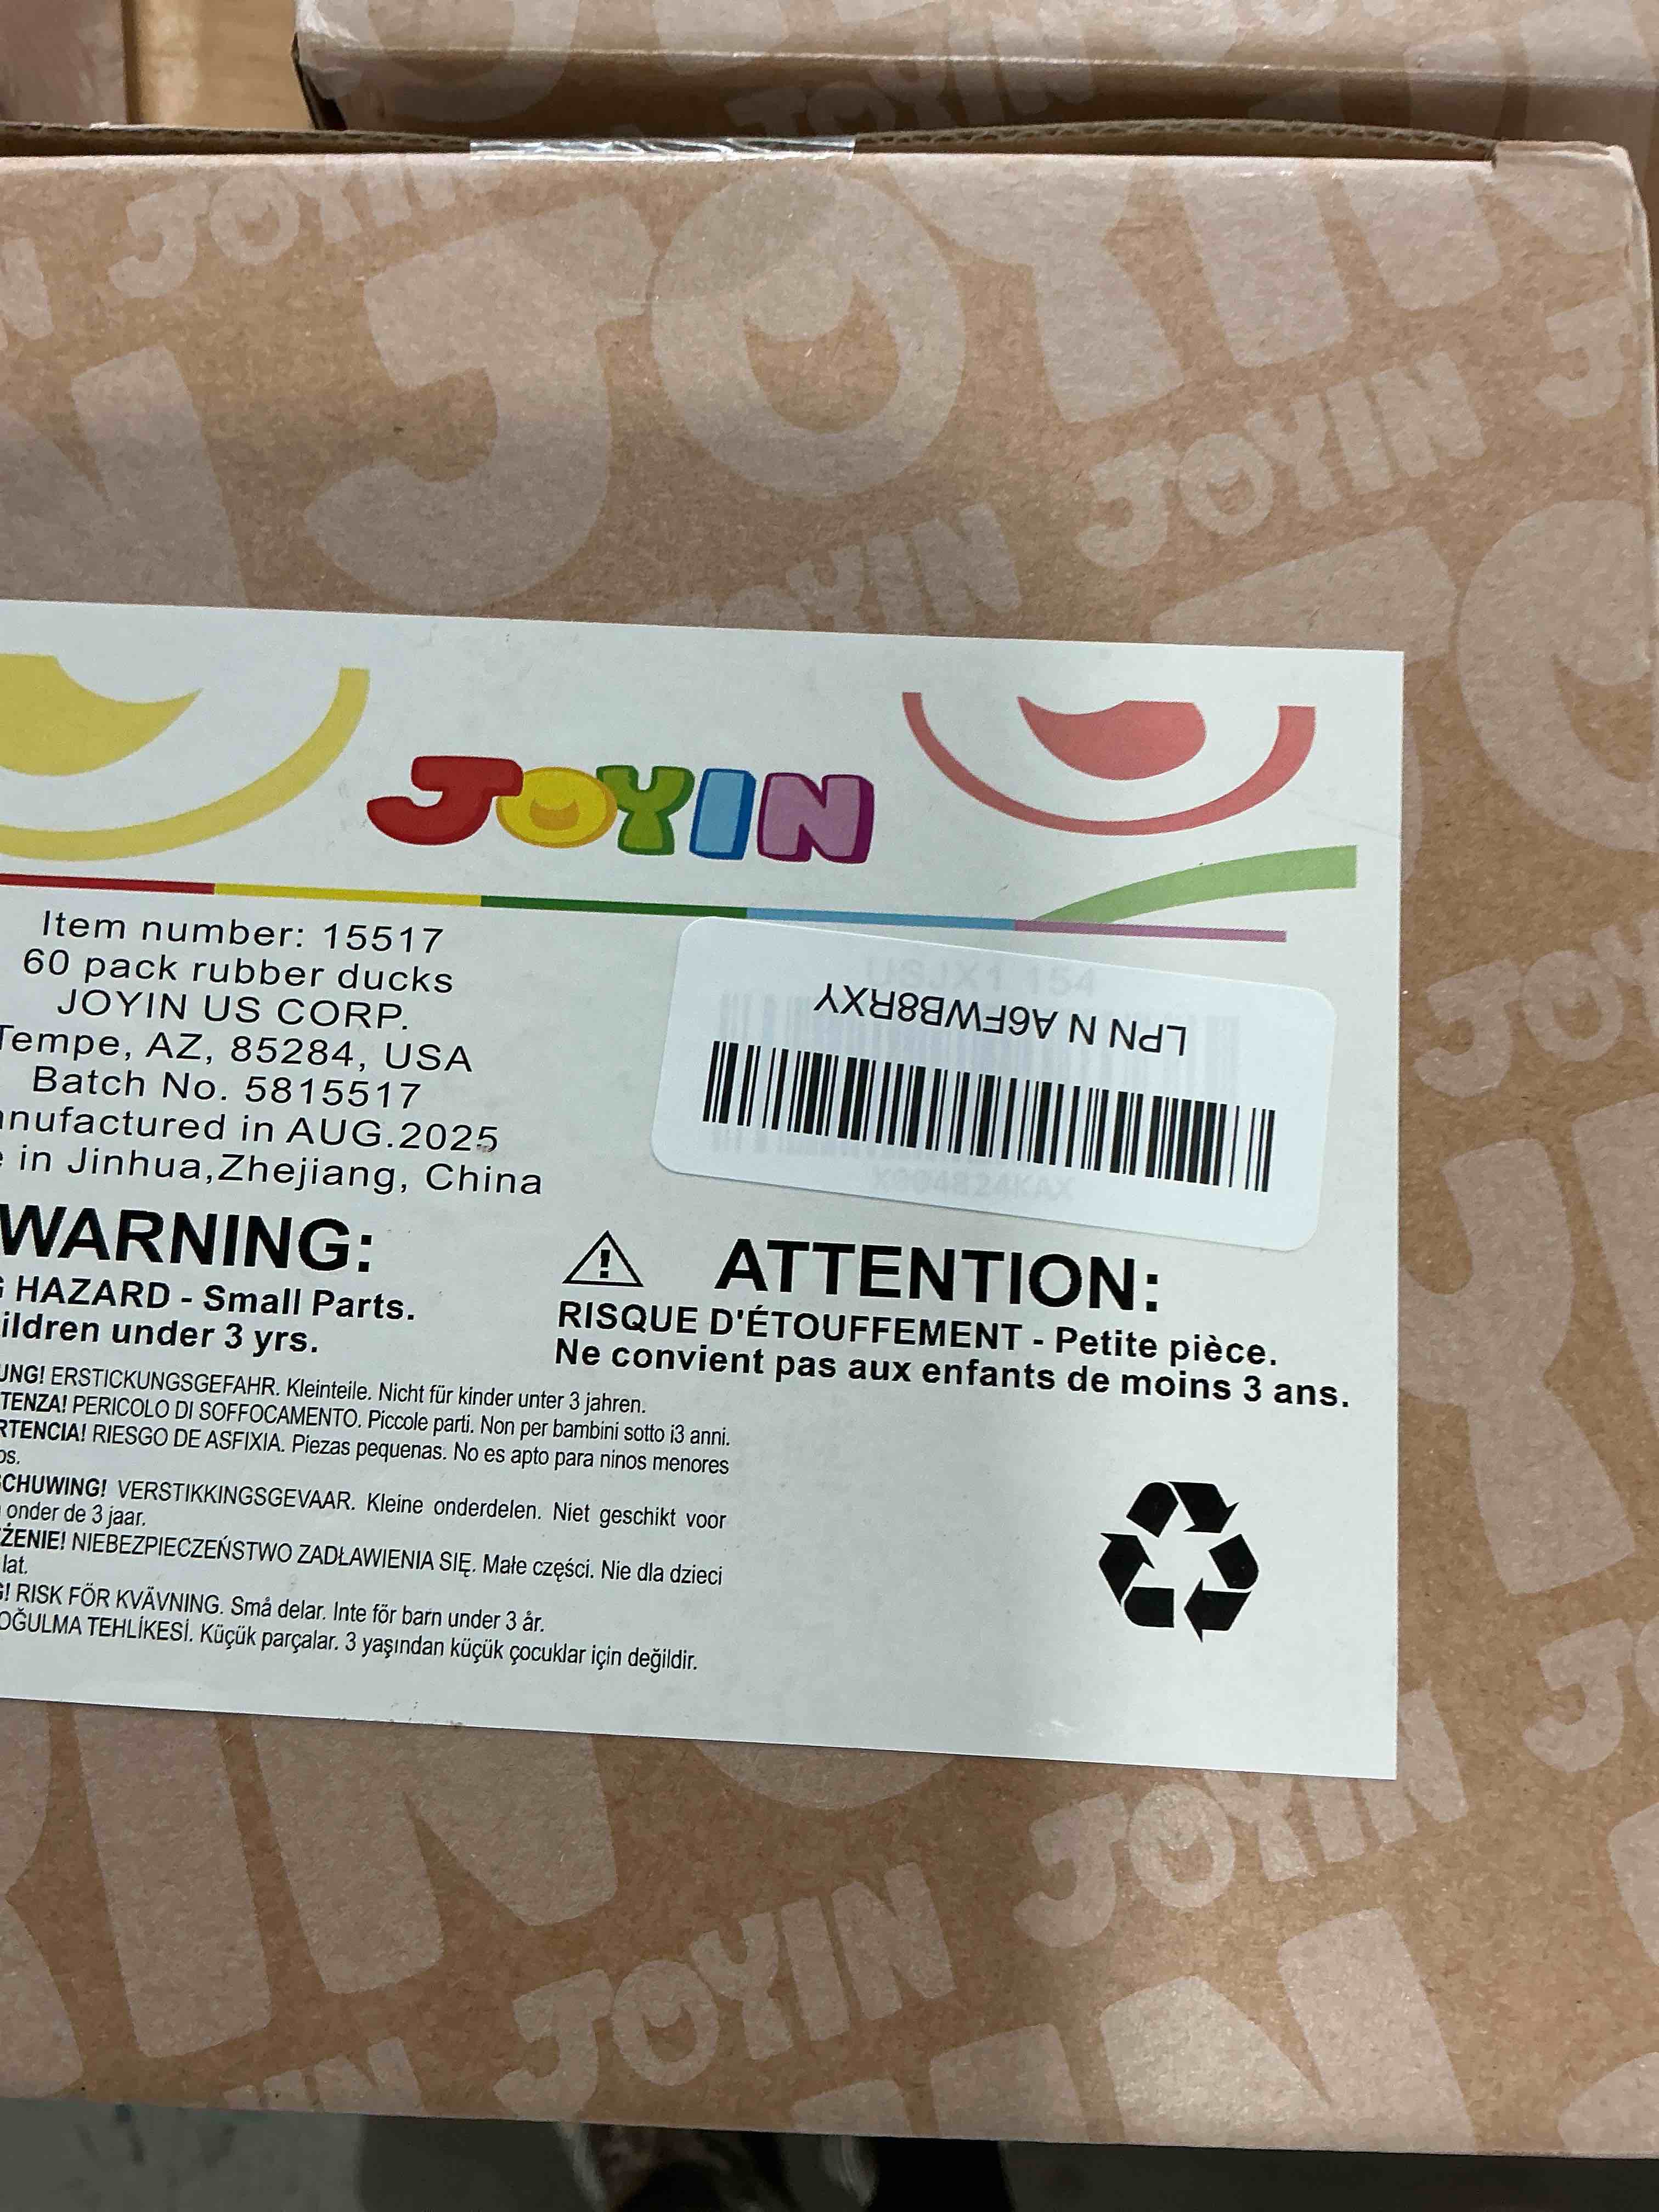 JOYIN
Item number: 15517
60 pack rubber ducks
JOYIN US CORP.
Tempe, AZ, 85284, USA
Batch No. 5815517
anufactured in AUG.2025
in Jinhua,Zhejiang, China
LPN N A6FWB8RXY
WARNING:
HAZARD - Small Parts.
ildren under 3 yrs.
ATTENTION:
RISQUE D'ÉTOUFFEMENT - Petite pièce.
Ne convient pas aux enfants de moins 3 ans.
UNG! ERSTICKUNGSGEFAHR. Kleinteile. Nicht für kinder unter 3 jahren.
TENZA! PERICOLO DI SOFFOCAMENTO. Piccole parti. Non per bambini sotto i3 anni.
RTENCIA! RIESGO DE ASFIXIA. Piezas pequenas. No es apto para ninos menores
os.
SCHUWING! VERSTIKKINGSGEVAAR. Kleine onderdelen. Niet geschikt voor
onder de 3 jaar.
ŻENIE! NIEBEZPIECZEŃSTWO ZADŁAWIENIA SIĘ. Małe części. Nie dla dzieci
lat.
G! RISK FÖR KVÄVNING. Små delar. Inte för barn under 3 år.
OĞULMA TEHLİKESİ. Küçük parçalar. 3 yaşından küçük çocuklar için değildir.